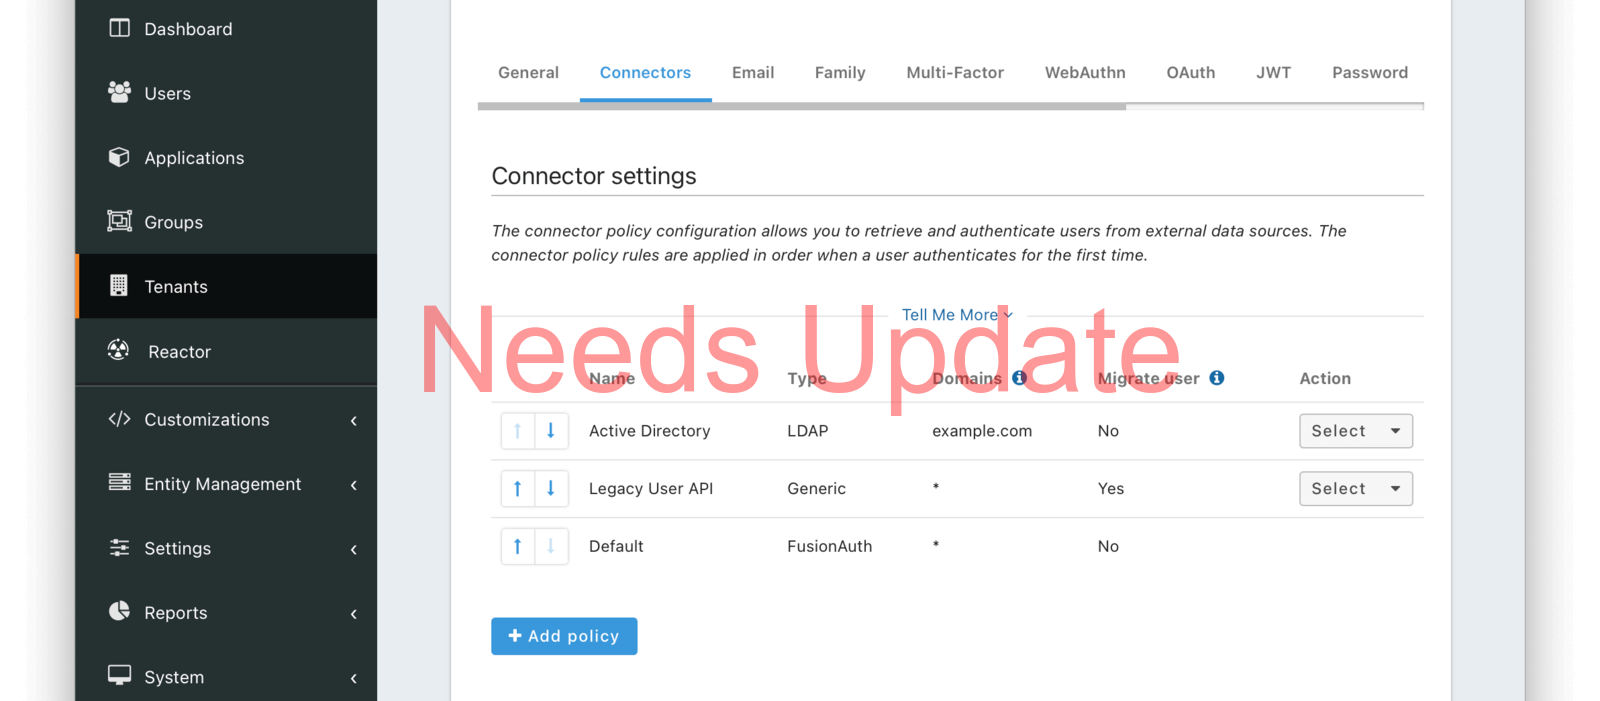 Dashboard
Users
Applications
Groups
Tenants
Reactor
Customizations
Entity Management
Settings
Reports
System
General Connectors Email Family Multi-Factor WebAuthn OAuth JWT Password
Connector settings
The connector policy configuration allows you to retrieve and authenticate users from external data sources. The
connector policy rules are applied in order when a user authenticates for the first time.
Tell Me More
Needs Update
Name Type Domains Migrate user Action
Active Directory LDAP example.com No Select
Legacy User API Generic * Yes Select
Default FusionAuth * No
+ Add policy